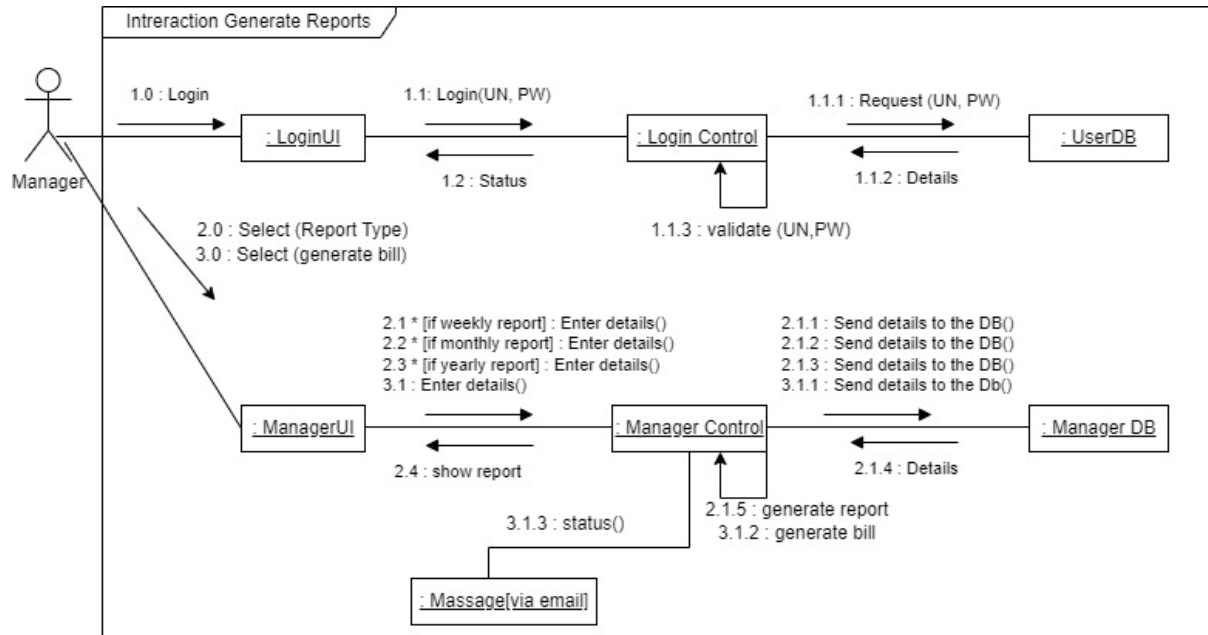 Intreraction Generate Reports
1.0 : Login
1.1: Login(UN, PW)
1.1.1 : Request (UN, PW)
: LoginUI
: Login Control
: UserDB
Manager
1.2 : Status
1.1.2 : Details
1.1.3 : validate (UN,PW)
2.0 : Select (Report Type)
3.0 : Select (generate bill)
2.1 * [if weekly report] : Enter details()
2.2 * [if monthly report] : Enter details()
2.3 * [if yearly report] : Enter details()
3.1 : Enter details()
2.1.1 : Send details to the DB()
2.1.2 : Send details to the DB()
2.1.3 : Send details to the DB()
3.1.1 : Send details to the Db()
: ManagerUI
: Manager Control
: Manager DB
2.4 : show report
2.1.4 : Details
2.1.5 : generate report
3.1.2 : generate bill
3.1.3 : status()
: Massage[via email]